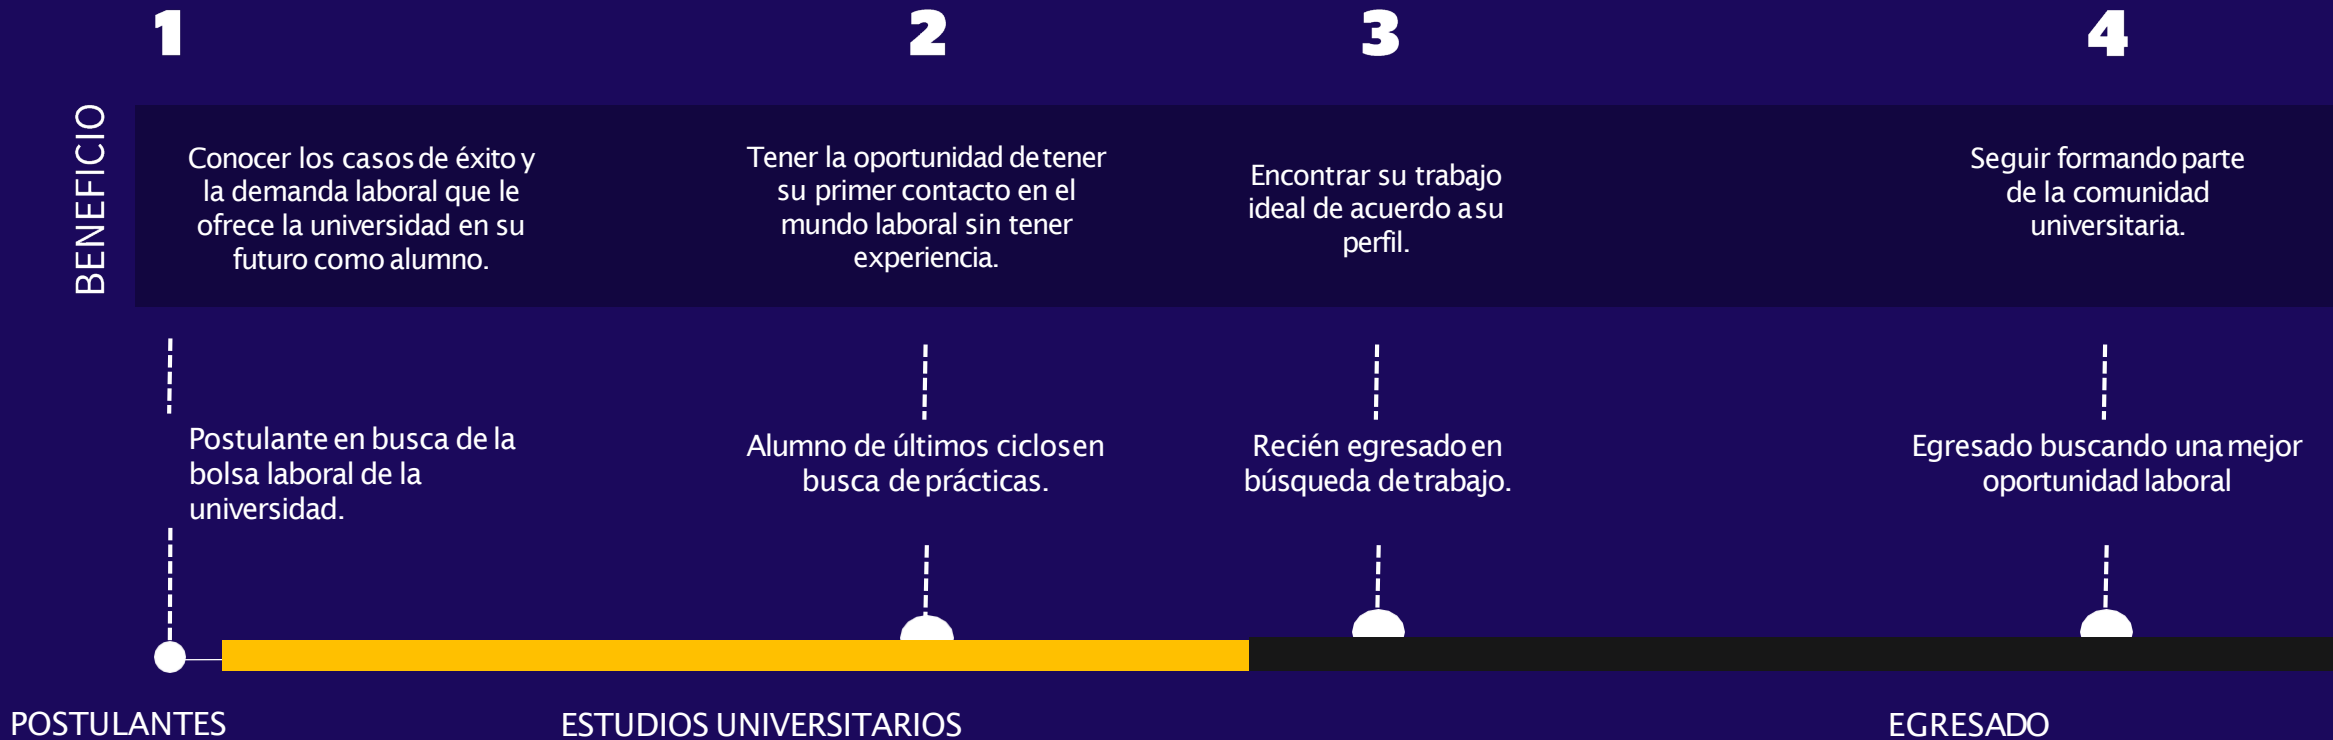 1
2
3
4
BENEFICIO
Conocer los casos de éxito y
la demanda laboral que le
ofrece la universidad en su
futuro como alumno.
Tener la oportunidad de tener
su primer contacto en el
mundo laboral sin tener
experiencia.
Encontrar su trabajo
ideal de acuerdo a su
perfil.
Seguir formando parte
de la comunidad
universitaria.
Postulante en busca de la
bolsa laboral de la
universidad.
Alumno de últimos ciclos en
busca de prácticas.
Recién egresado en
búsqueda de trabajo.
Egresado buscando una mejor
oportunidad laboral
POSTULANTES
ESTUDIOS UNIVERSITARIOS
EGRESADO